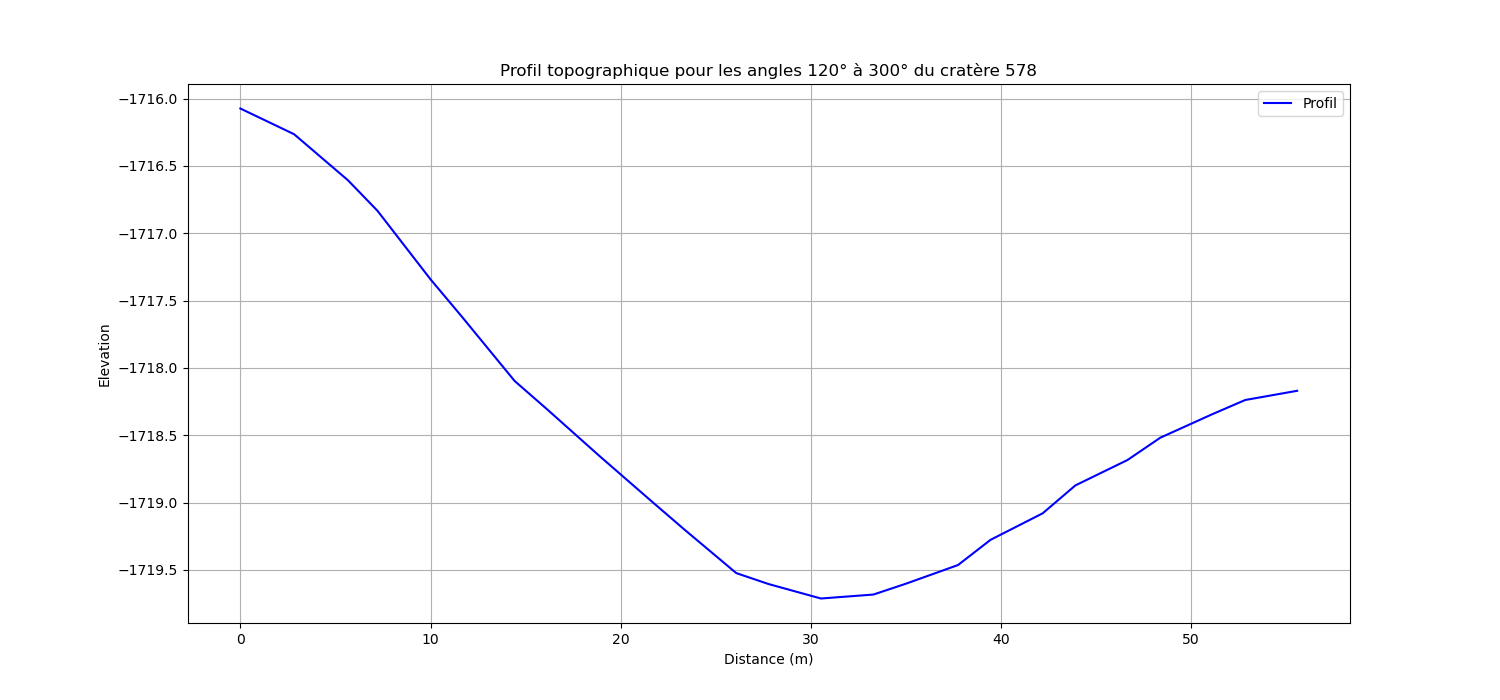 Profil topographique pour les angles 120° à 300° du cratère 578
Profil
−1716.0
−1716.5
−1717.0
−1717.5
−1718.0
−1718.5
−1719.0
−1719.5
Elevation
0 10 20 30 40 50
Distance (m)